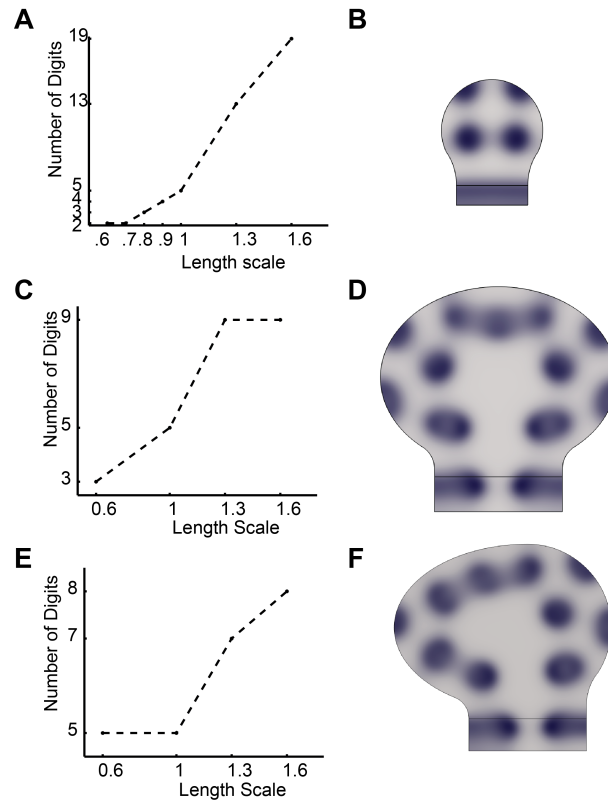 A
Number of Digits
19
13
5
4
3
2
.6 .7 .8 .9 1 1.3 1.6
Length scale
B
C
Number of Digits
9
5
3
0.6 1 1.3 1.6
Length Scale
D
E
Number of Digits
8
7
5
0.6 1 1.3 1.6
Length Scale
F